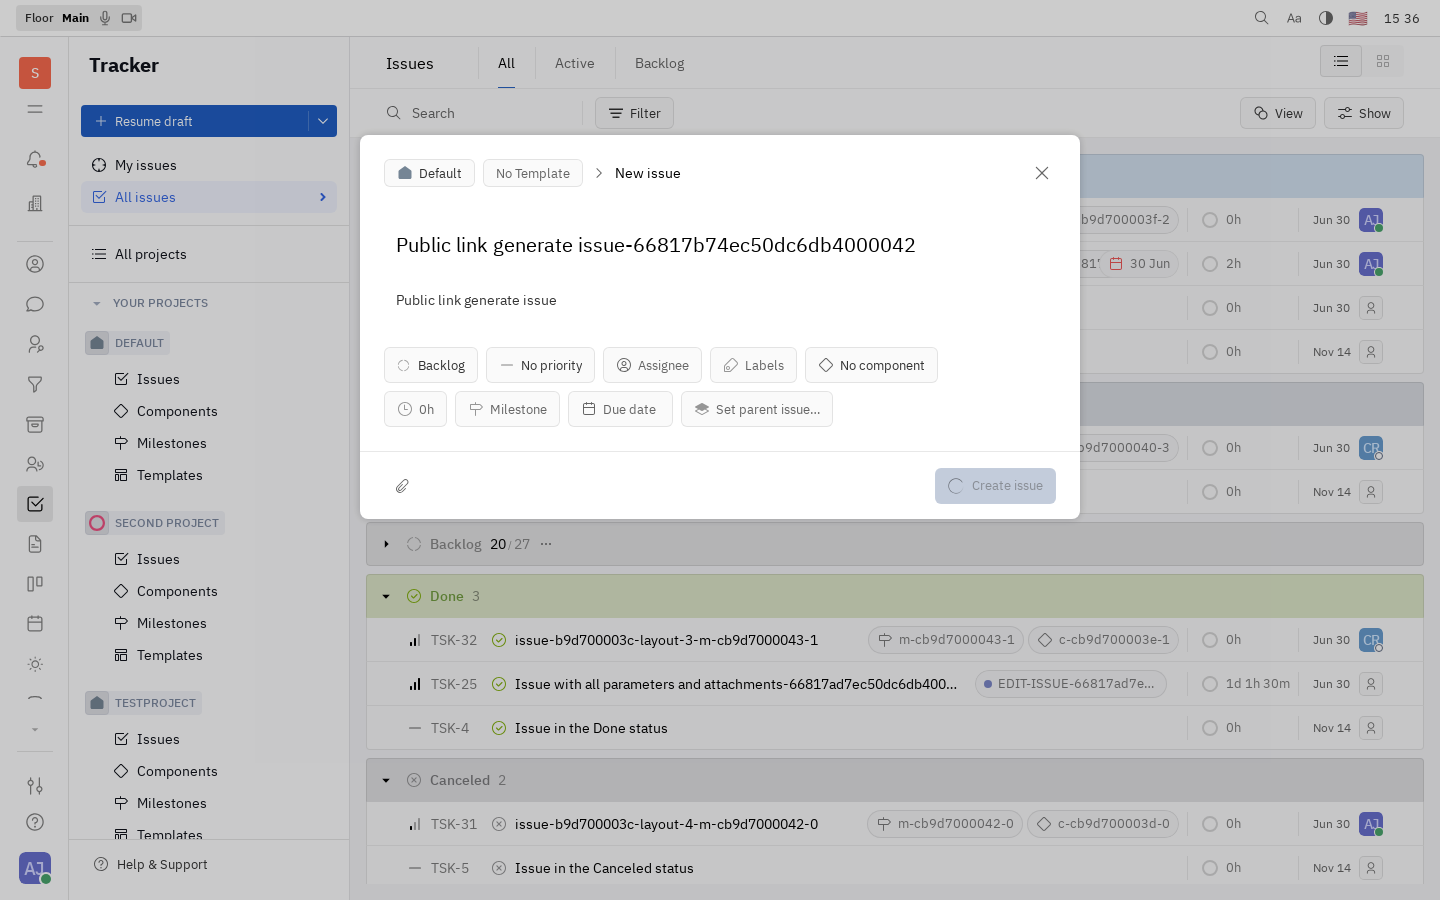 Floor Main
Aa
15 36
S
Tracker
Issues
All
Active
Backlog
Resume draft
Search
Filter
View
Show
My issues
All issues
All projects
YOUR PROJECTS
DEFAULT
Issues
Components
Milestones
Templates
SECOND PROJECT
Issues
Components
Milestones
Templates
TESTPROJECT
Issues
Components
Milestones
Templates
Help & Support
AJ
Default
No Template
New issue
Public link generate issue-66817b74ec50dc6db4000042
Public link generate issue
Backlog
No priority
Assignee
Labels
No component
0h
Milestone
Due date
Set parent issue...
Create issue
cb9d700003f-2 0h Jun 30 AJ
30 Jun 2h Jun 30 AJ
0h Jun 30
0h Nov 14
cb9d7000040-3 0h Jun 30 CR
0h Nov 14
Backlog 20/27 ...
Done 3
TSK-32 issue-b9d700003c-layout-3-m-cb9d7000043-1 m-cb9d7000043-1 c-cb9d700003e-1 0h Jun 30 CR
TSK-25 Issue with all parameters and attachments-66817ad7ec50dc6db400... EDIT-ISSUE-66817ad7e... 1d 1h 30m Jun 30
TSK-4 Issue in the Done status 0h Nov 14
Canceled 2
TSK-31 issue-b9d700003c-layout-4-m-cb9d7000042-0 m-cb9d7000042-0 c-cb9d700003d-0 0h Jun 30 AJ
TSK-5 Issue in the Canceled status 0h Nov 14